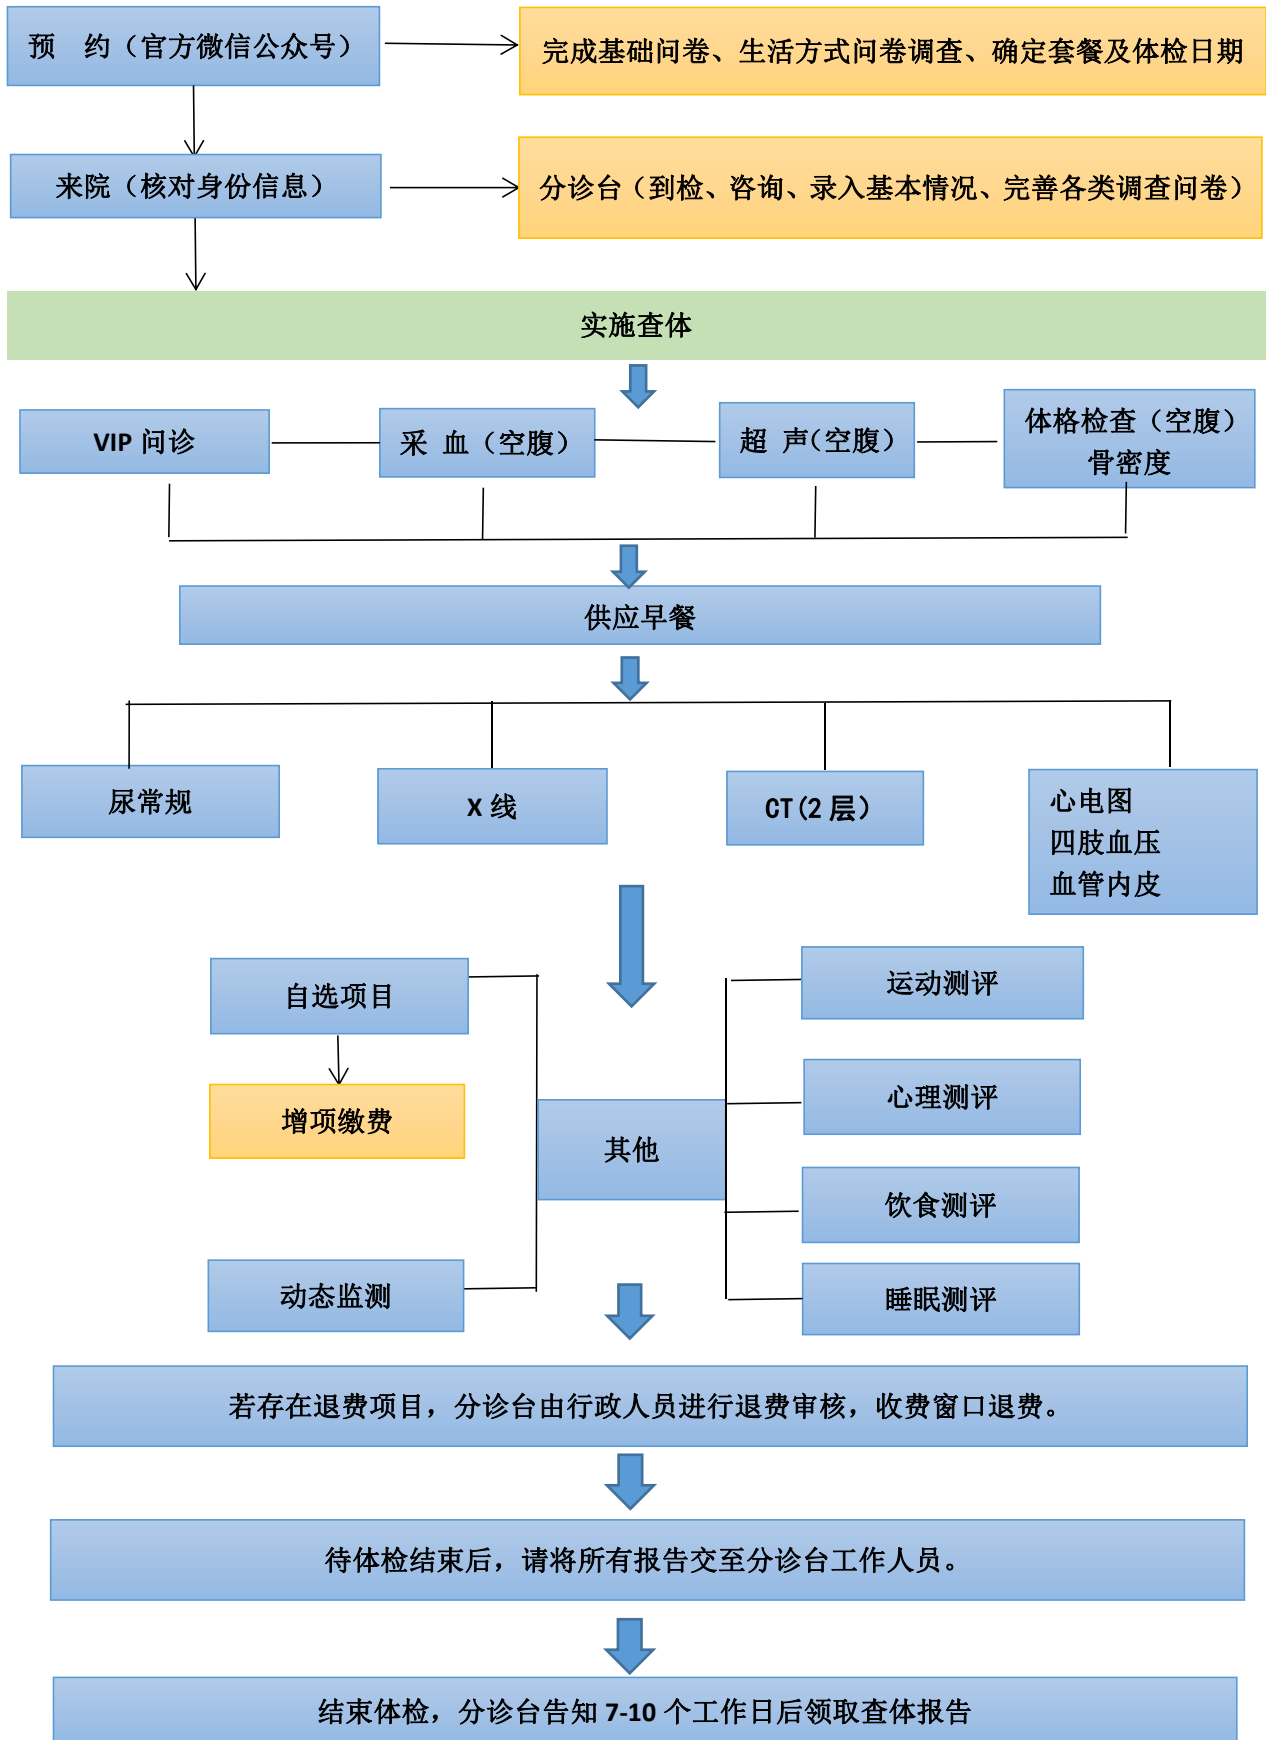 预 约（官方微信公众号）
完成基础问卷、生活方式问卷调查、确定套餐及体检日期
来院（核对身份信息）
分诊台（到检、咨询、录入基本情况、完善各类调查问卷）
实施查体
VIP 问诊
采 血（空腹）
超 声（空腹）
体格检查（空腹）
骨密度
供应早餐
尿常规
X 线
CT(2 层）
心电图
四肢血压
血管内皮
自选项目
增项缴费
动态监测
其他
运动测评
心理测评
饮食测评
睡眠测评
若存在退费项目，分诊台由行政人员进行退费审核，收费窗口退费。
待体检结束后，请将所有报告交至分诊台工作人员。
结束体检，分诊台告知 7-10 个工作日后领取查体报告